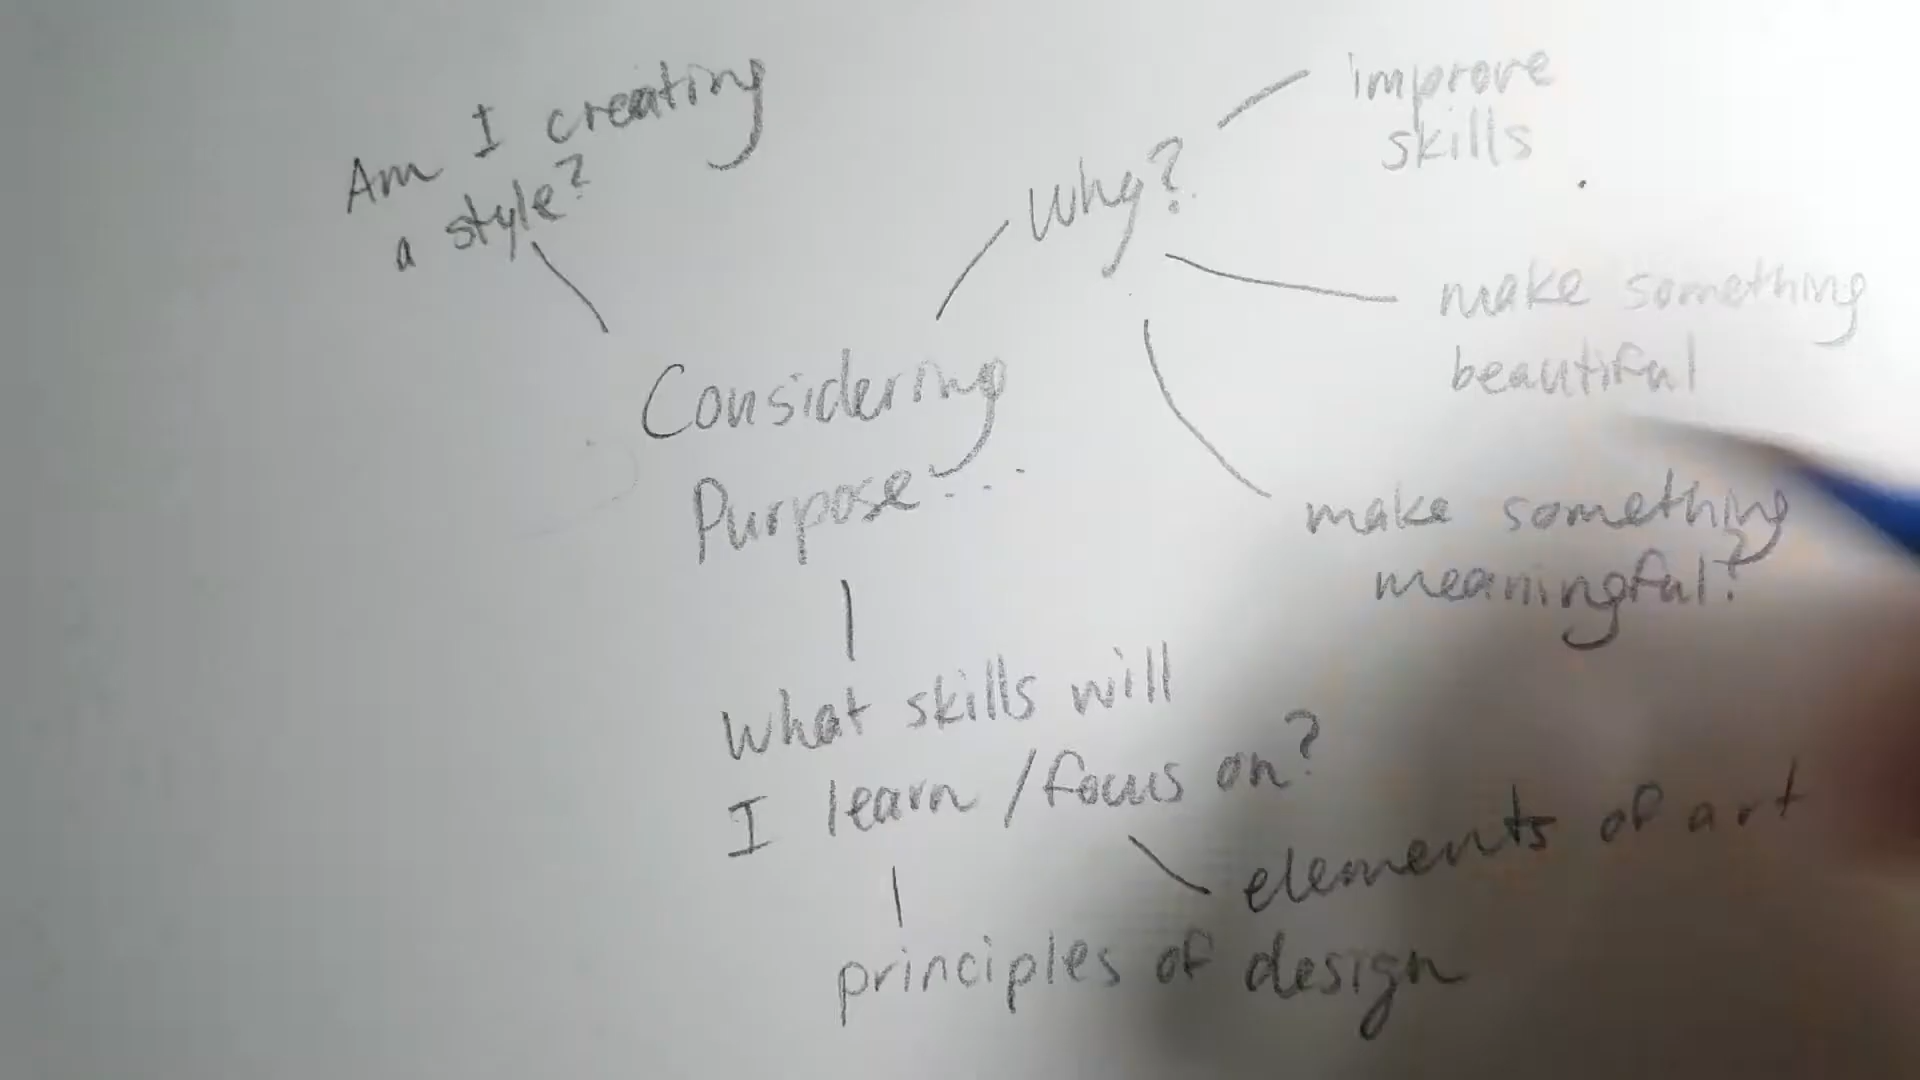 Am I creating
a style?
Why?
improve
skills
make something
beautiful
make something
meaningful?
Considering
Purpose...
What skills will
I learn/focus on?
elements of art
principles of design